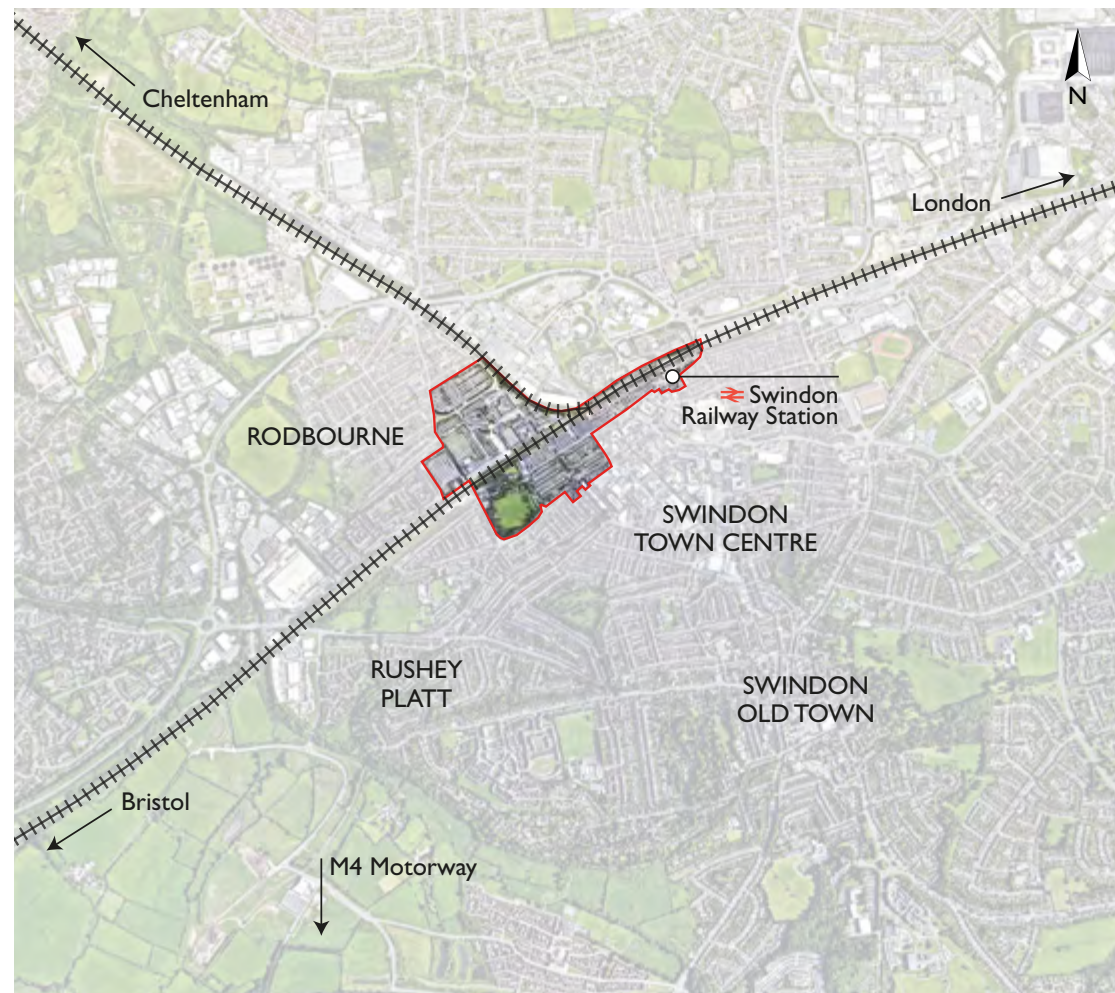 Cheltenham
N
London
Swindon
Railway Station
RODBOURNE
SWINDON
TOWN CENTRE
RUSHEY
PLATT
SWINDON
OLD TOWN
Bristol
M4 Motorway